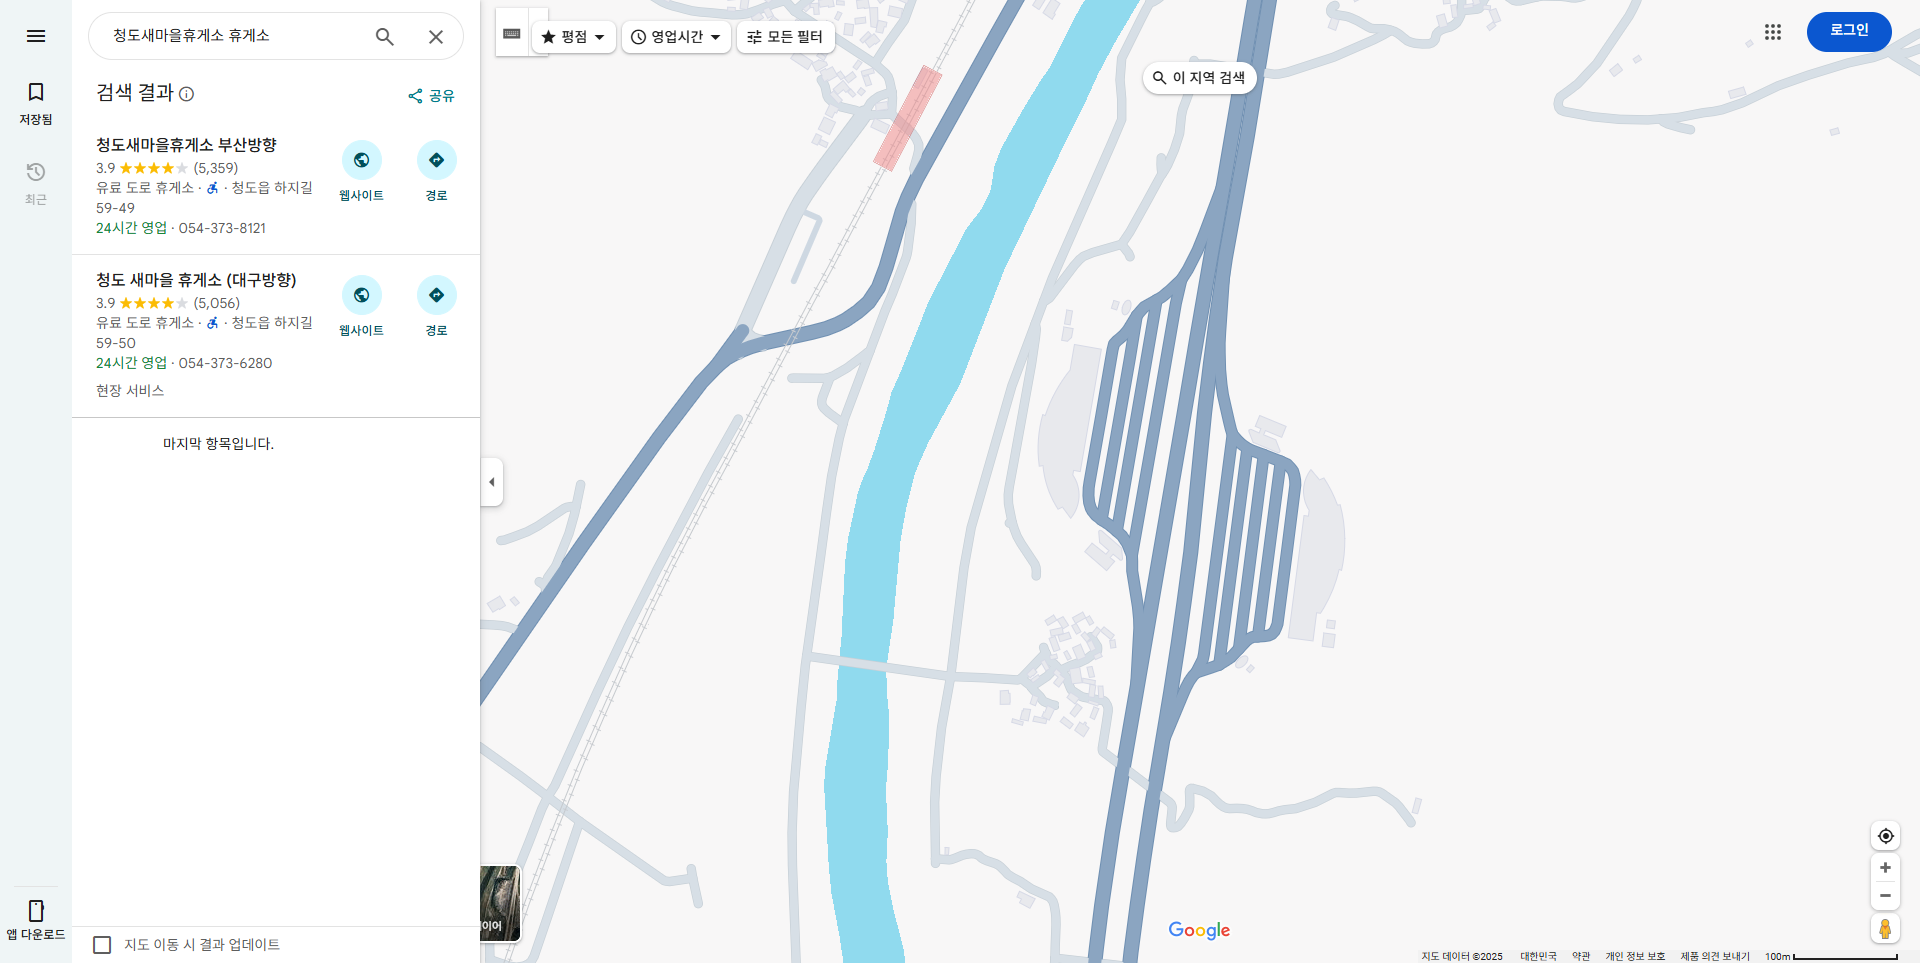 청도새마을휴게소 휴게소
저장됨
최근
앱 다운로드
검색 결과
공유
청도새마을휴게소 부산방향
3.9 (5,359)
유료 도로 휴게소 · · 청도읍 하지길
59-49
24시간 영업 · 054-373-8121
웹사이트
경로
청도 새마을 휴게소 (대구방향)
3.9 (5,056)
유료 도로 휴게소 · · 청도읍 하지길
59-50
24시간 영업 · 054-373-6280
현장 서비스
웹사이트
경로
마지막 항목입니다.
지도 이동 시 결과 업데이트
평점
영업시간
모든 필터
이 지역 검색
로그인
이어
Google
지도 데이터 ©2025 대한민국 약관 개인 정보 보호 제품 의견 보내기 100m